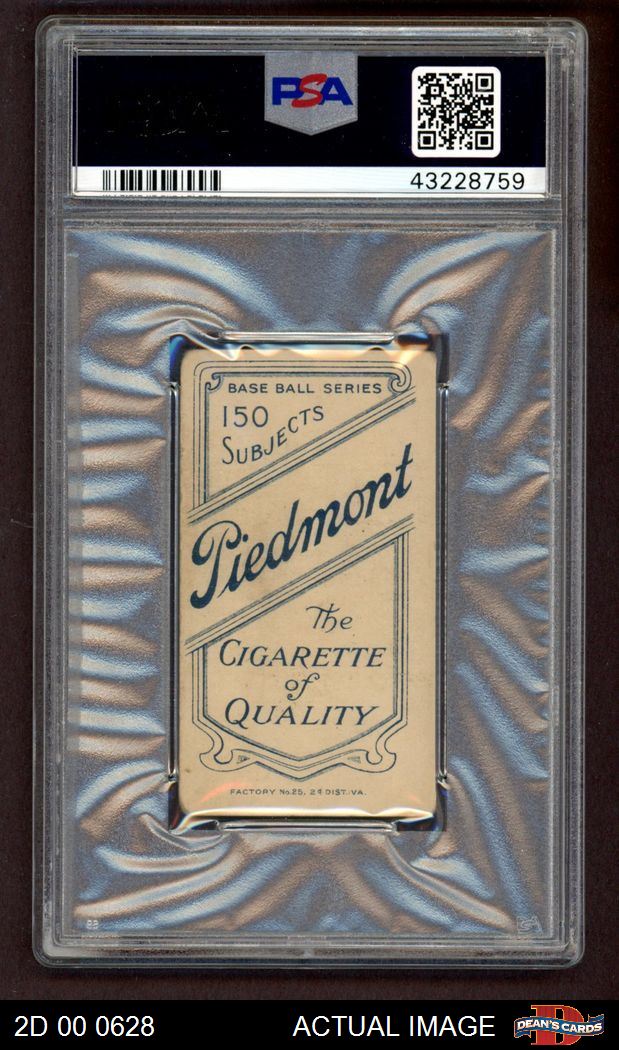 PSA
43228759
BASE BALL SERIES
150
SUBJECTS
Piedmont
The
CIGARETTE
of
QUALITY
FACTORY No. 25, 2d DIST. VA.
2D 00 0628
ACTUAL IMAGE
DEAN'S CARDS